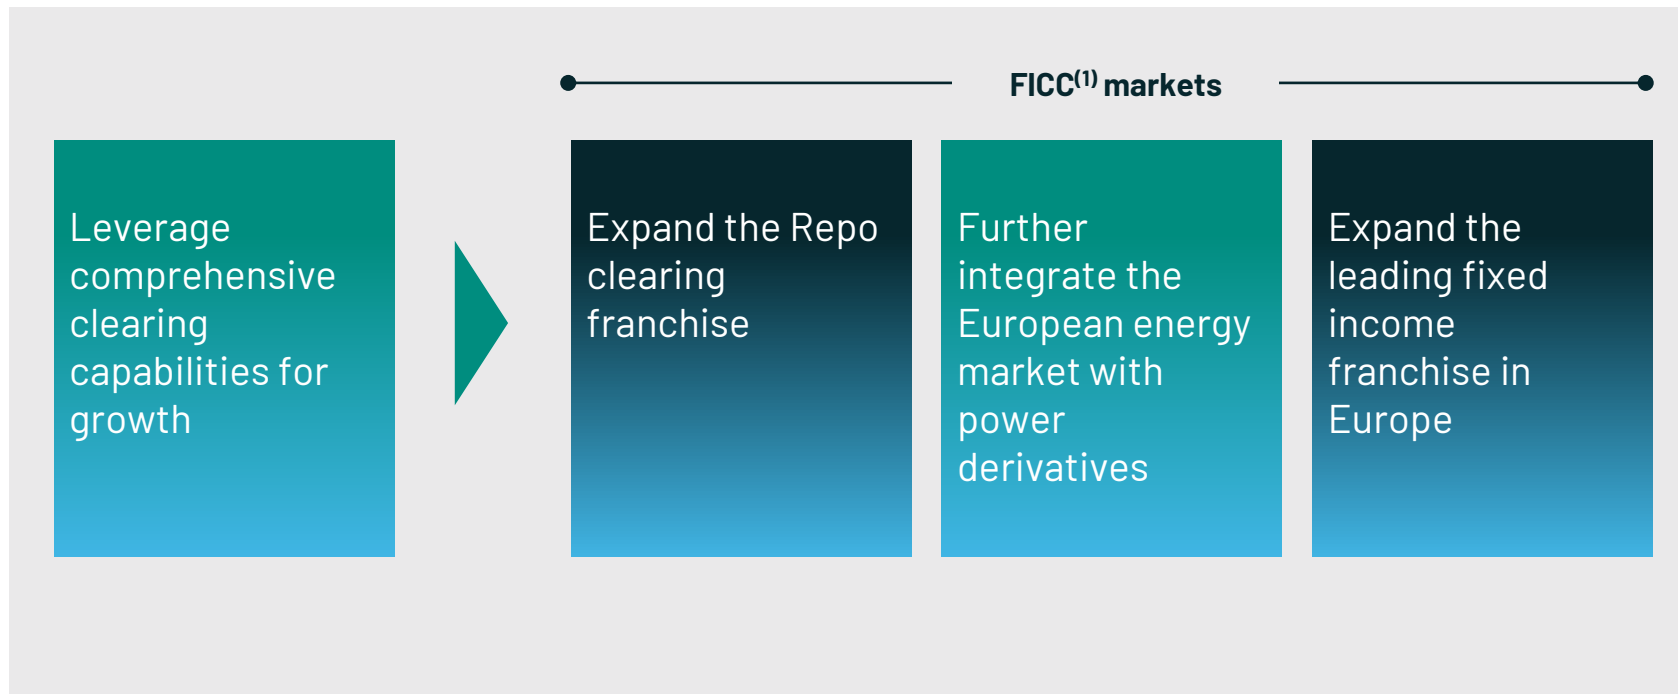 FICC(1) markets
Leverage
comprehensive
clearing
capabilities for
growth
Expand the Repo
clearing
franchise
Further
integrate the
European energy
market with
power
derivatives
Expand the
leading fixed
income
franchise in
Europe